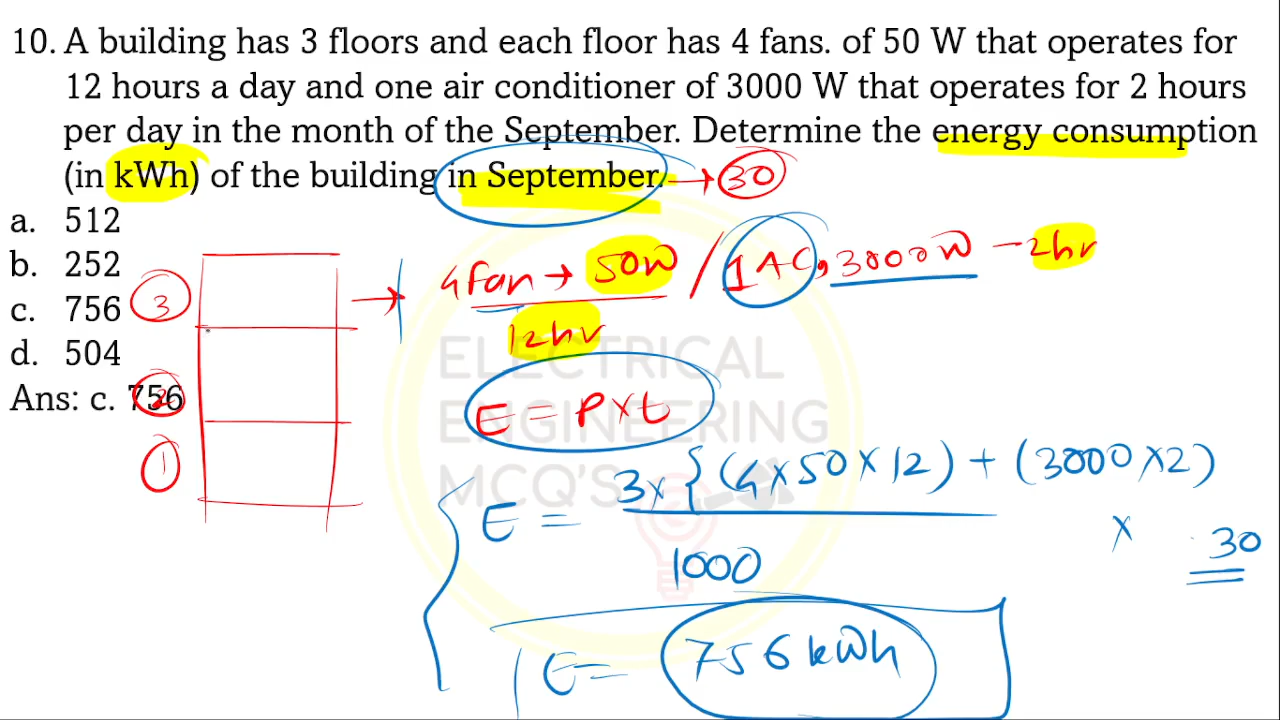 10. A building has 3 floors and each floor has 4 fans. of 50 W that operates for
12 hours a day and one air conditioner of 3000 W that operates for 2 hours
per day in the month of the September. Determine the energy consumption
(in kWh) of the building in September. → 30
a. 512
b. 252
c. 756
d. 504
Ans: c. 756
3
2
1
→ 4 fan → 50W / 1 AC, 3000W - 2hr
12hr
ELECTRICAL
ENGINEERING
MCQ'S
E = P x t
E = 3 x { (4 x 50 x 12) + (3000 x 2)
1000
x 30
E = 756 kWh